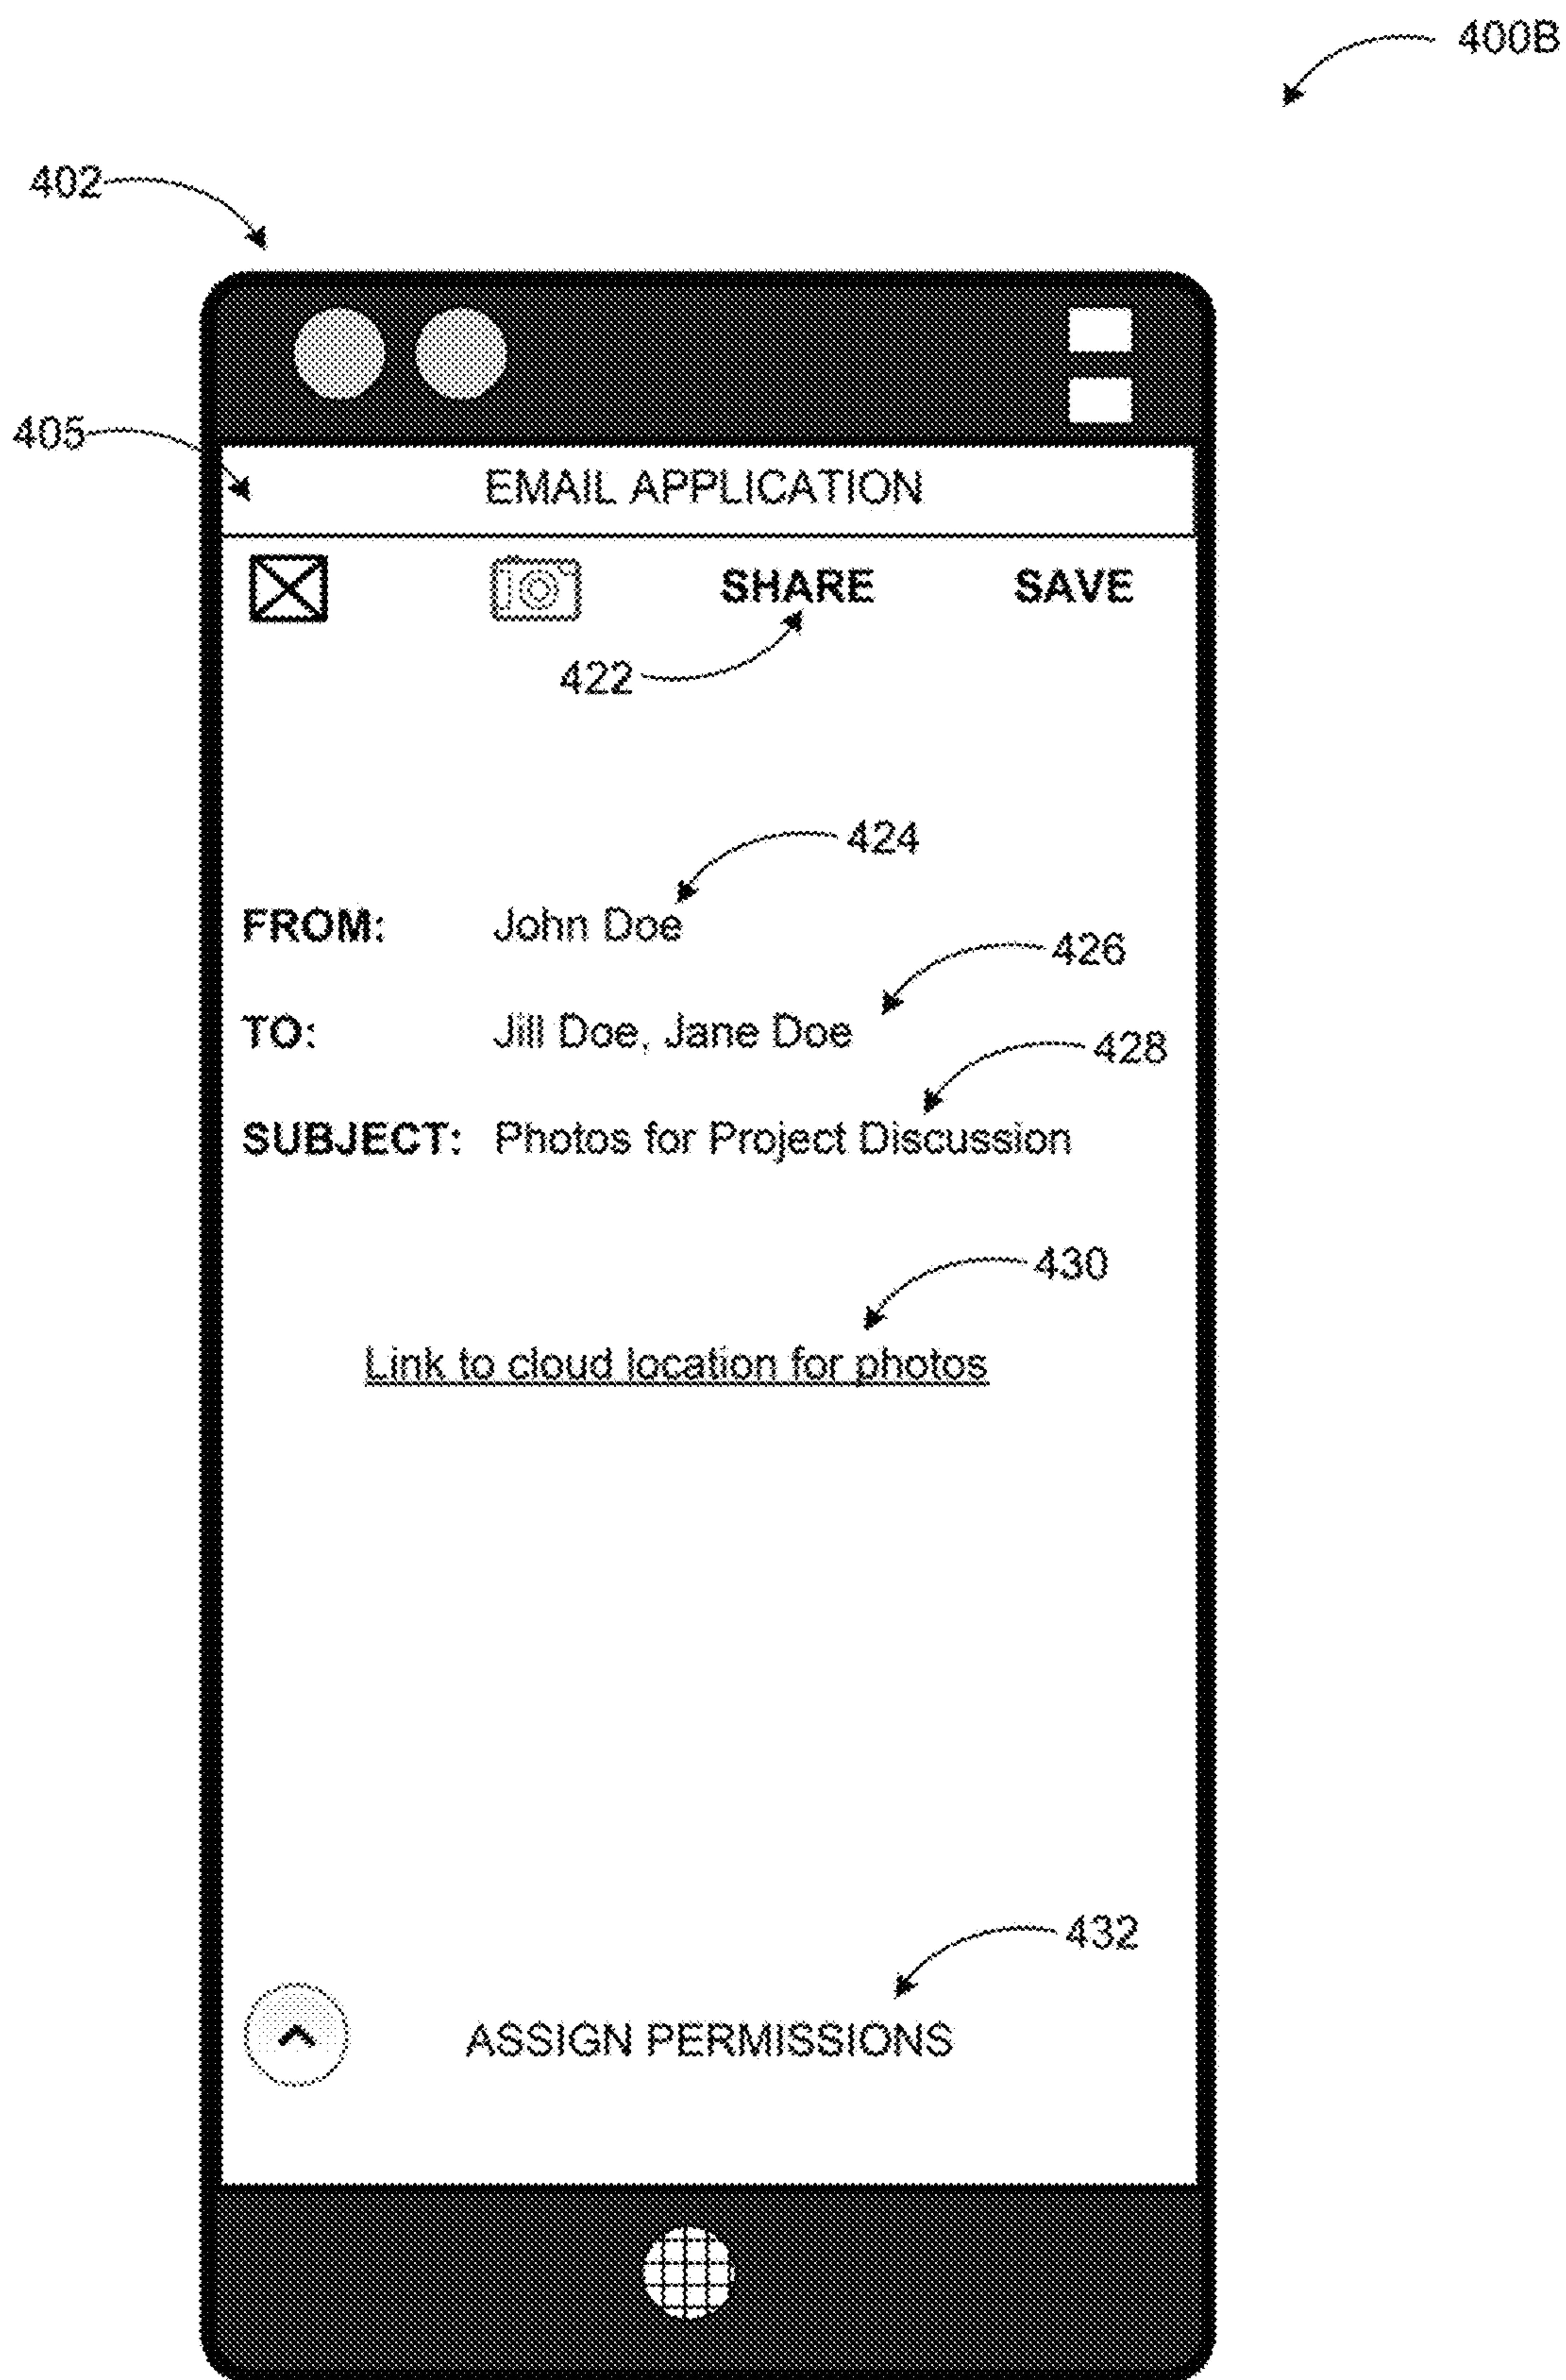 400B
402
405
EMAIL APPLICATION
SHARE SAVE
422
424
FROM: John Doe
426
TO: Jill Doe, Jane Doe
428
SUBJECT: Photos for Project Discussion
430
Link to cloud location for photos
432
ASSIGN PERMISSIONS